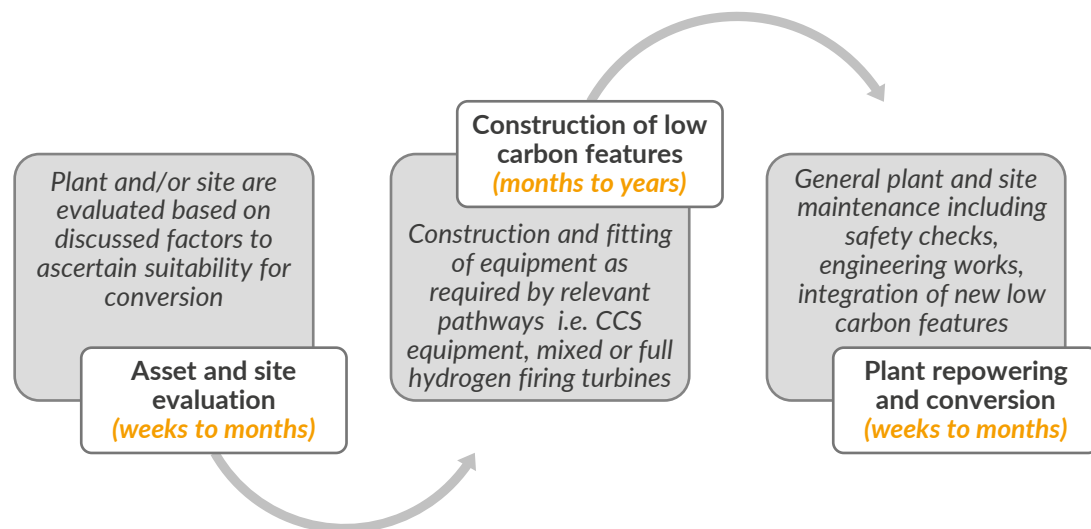 Plant and/or site are
evaluated based on
discussed factors to
ascertain suitability for
conversion
Asset and site
evaluation
(weeks to months)
Construction of low
carbon features
(months to years)
Construction and fitting
of equipment as
required by relevant
pathways i.e. CCS
equipment, mixed or full
hydrogen firing turbines
General plant and site
maintenance including
safety checks,
engineering works,
integration of new low
carbon features
Plant repowering
and conversion
(weeks to months)